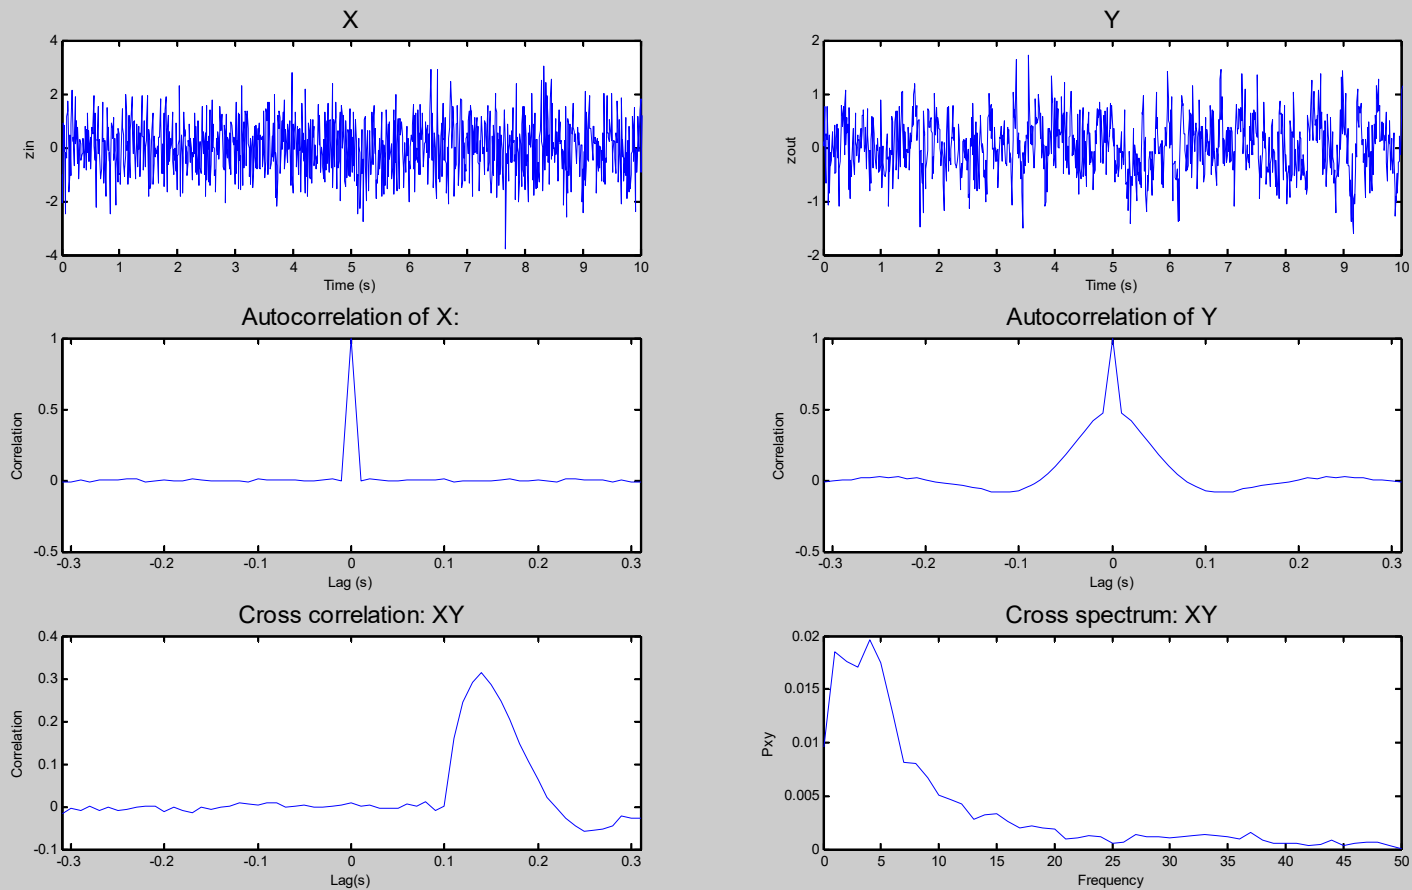 X
4
2
0
-2
-4
zin
0 1 2 3 4 5 6 7 8 9 10
Time (s)
Y
2
1
0
-1
-2
zout
0 1 2 3 4 5 6 7 8 9 10
Time (s)
Autocorrelation of X:
1
0.5
0
-0.5
Correlation
-0.3 -0.2 -0.1 0 0.1 0.2 0.3
Lag (s)
Autocorrelation of Y
1
0.5
0
-0.5
Correlation
-0.3 -0.2 -0.1 0 0.1 0.2 0.3
Lag (s)
Cross correlation: XY
0.4
0.3
0.2
0.1
0
-0.1
Correlation
-0.3 -0.2 -0.1 0 0.1 0.2 0.3
Lag(s)
Cross spectrum: XY
0.02
0.015
0.01
0.005
0
Pxy
0 5 10 15 20 25 30 35 40 45 50
Frequency